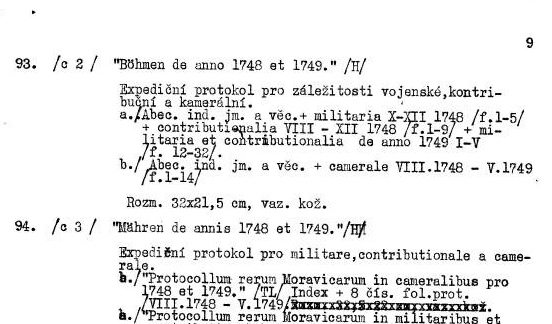 9
93. /c 2 / "Böhmen de anno 1748 et 1749." /H/
Expediční protokol pro záležitosti vojenské,kontri-
buční a kamerální.
a./Abec. ind. jm. a věc.+ militaria X-XII 1748 /f.1-5/
+ contributionalia VIII - XII 1748 /f.1-9/ + mi-
litaria et contributionalia de anno 1749 I-V
/f. 12-32/.
b./ Abec. ind. jm. a věc. + camerale VIII.1748 - V.1749
/f.1-14/
Rozm. 32x21,5 cm, vaz. kož.
94. /c 3 / "Mähren de annis 1748 et 1749."/H/
Expediční protokol pro militare,contributionale a came-
rale.
a./"Protocollum rerum Moravicarum in cameralibus pro
1748 et 1749." /TL/ Index + 8 čís. fol.prot.
/VIII.1748 - V.1749/
a./"Protocollum rerum Moravicarum in militaribus et